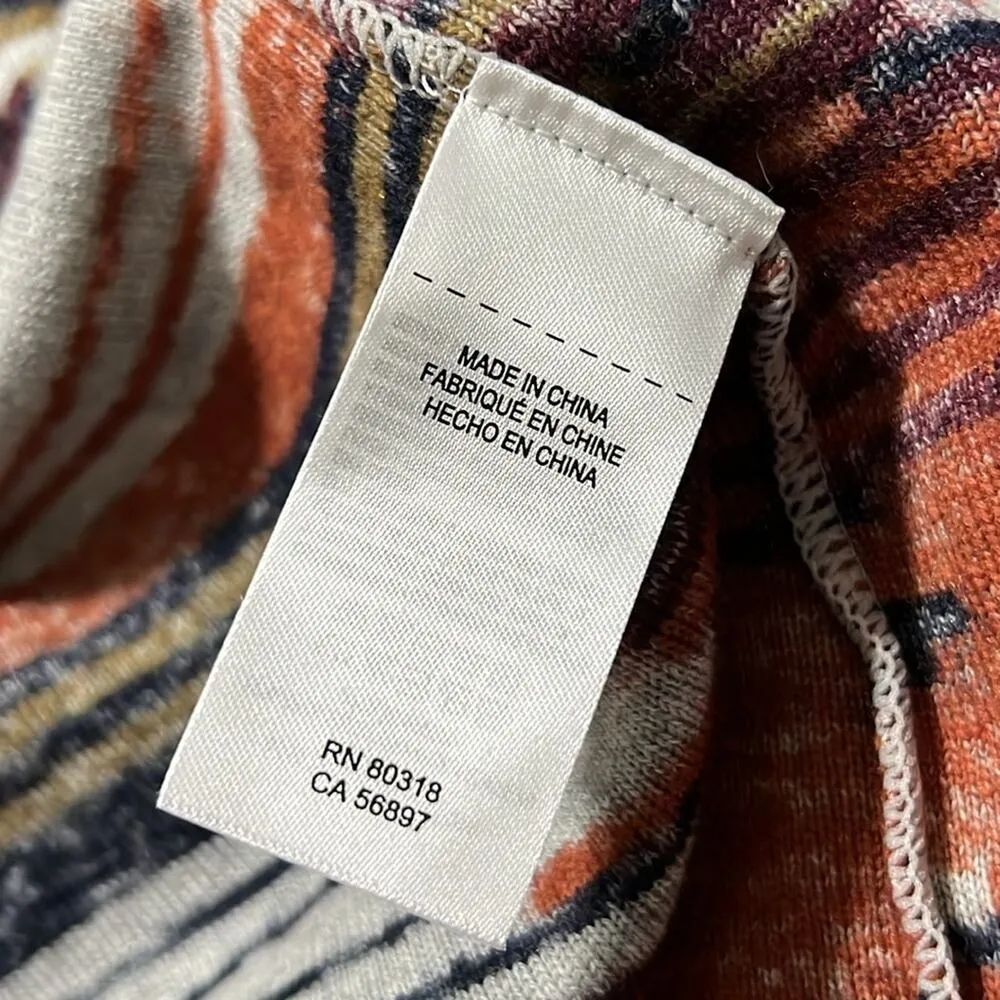 MADE IN CHINA
FABRIQUÉ EN CHINE
HECHO EN CHINA
RN 80318
CA 56897